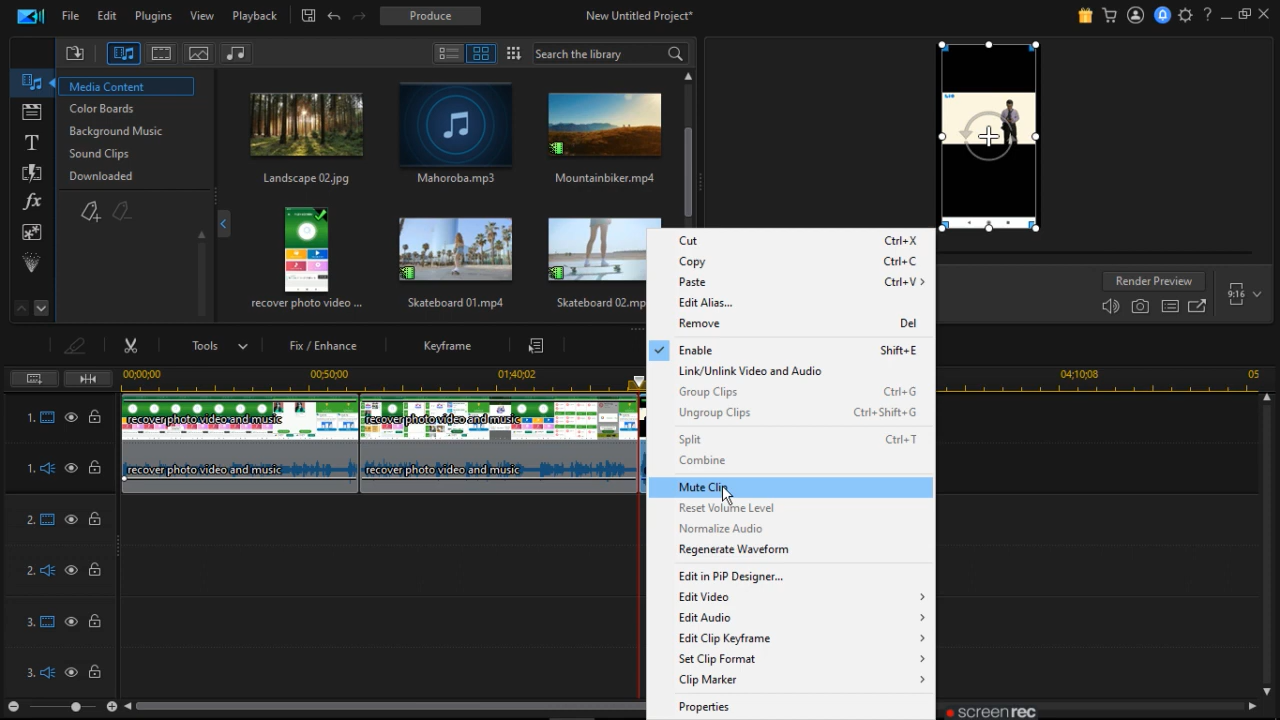 File Edit Plugins View Playback Produce New Untitled Project*
Search the library
Media Content
Color Boards
Background Music
Sound Clips
Downloaded
Landscape 02.jpg Mahoroba.mp3 Mountainbiker.mp4
recover photo video ... Skateboard 01.mp4 Skateboard 02.mp
Render Preview
9:16
Cut Ctrl+X
Copy Ctrl+C
Paste Ctrl+V
Edit Alias...
Remove Del
Enable Shift+E
Link/Unlink Video and Audio
Group Clips Ctrl+G
Ungroup Clips Ctrl+Shift+G
Split Ctrl+T
Combine
Mute Clip
Reset Volume Level
Normalize Audio
Regenerate Waveform
Edit in PiP Designer...
Edit Video
Edit Audio
Edit Clip Keyframe
Set Clip Format
Clip Marker
Properties
Tools Fix / Enhance Keyframe
00;00;00 00;50;00 01;40;02 04;10;08 05
1. recover photo video and music recover photo video and music
1. recover photo video and music recover photo video and music
2.
2.
3.
3.
screenrec